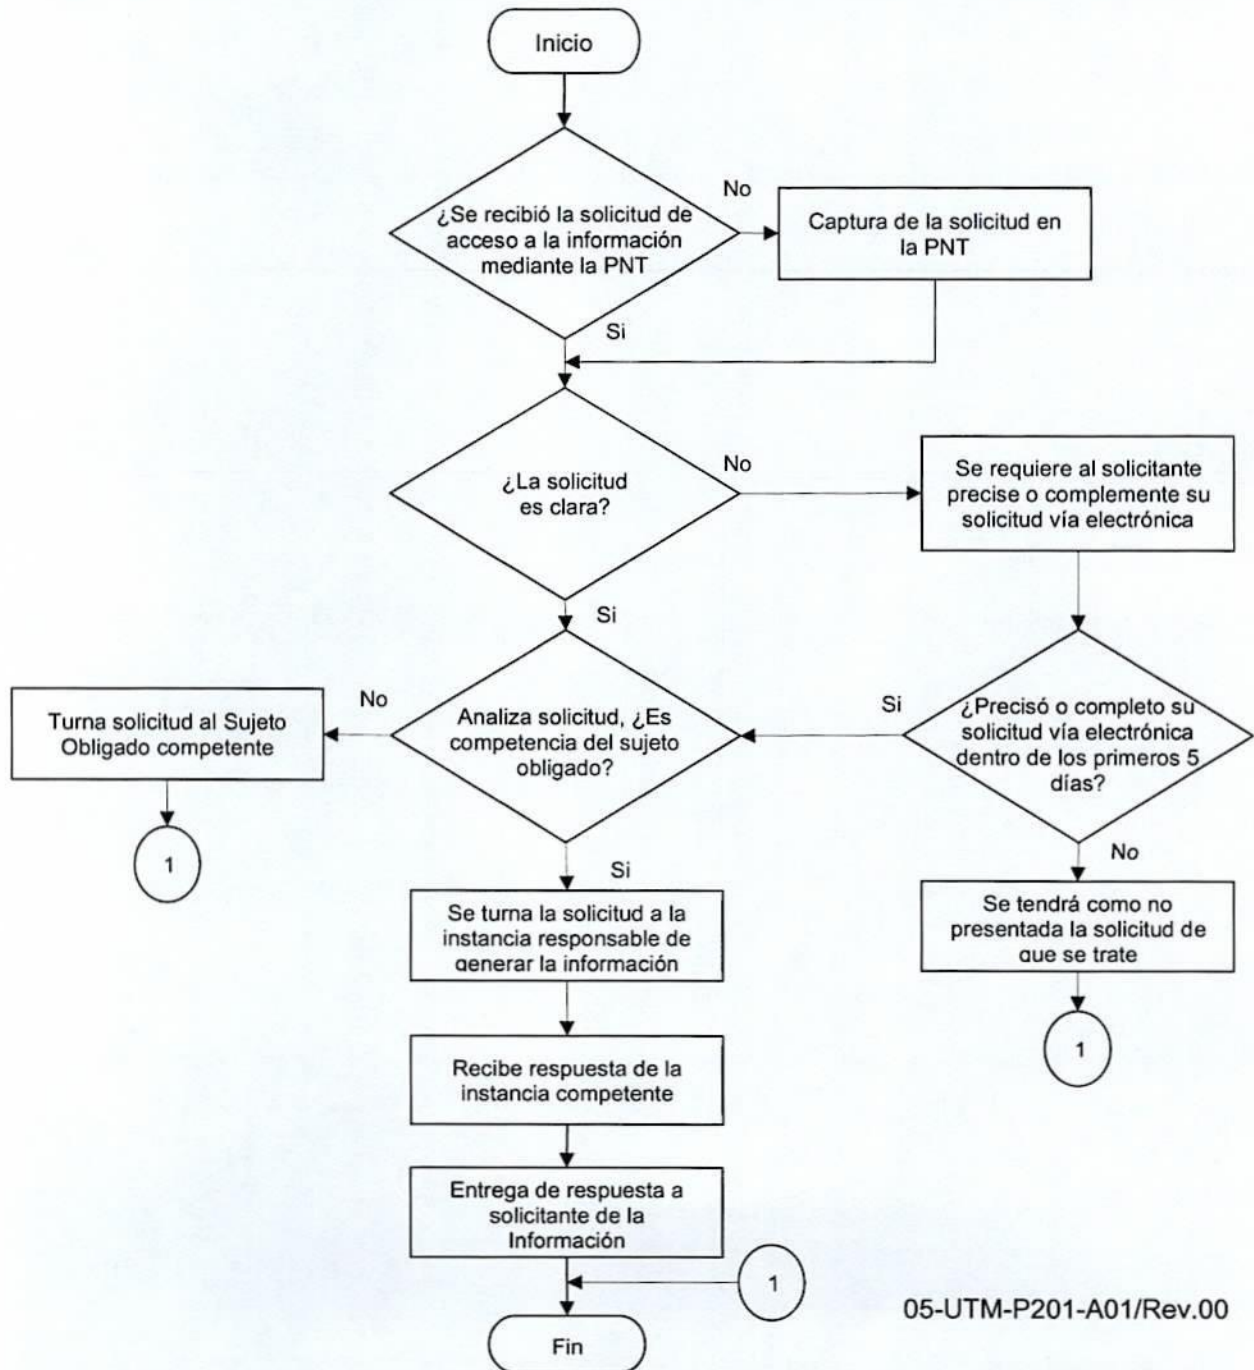 Inicio
¿Se recibió la solicitud de
acceso a la información
mediante la PNT
No
Captura de la solicitud en
la PNT
Si
¿La solicitud
es clara?
No
Se requiere al solicitante
precise o complemente su
solicitud vía electrónica
Si
Turna solicitud al Sujeto
Obligado competente
No
Analiza solicitud, ¿Es
competencia del sujeto
obligado?
Si
¿Precisó o completo su
solicitud vía electrónica
dentro de los primeros 5
días?
1
Si
No
Se turna la solicitud a la
instancia responsable de
generar la información
Se tendrá como no
presentada la solicitud de
que se trate
1
Recibe respuesta de la
instancia competente
Entrega de respuesta a
solicitante de la
Información
1
Fin
05-UTM-P201-A01/Rev.00